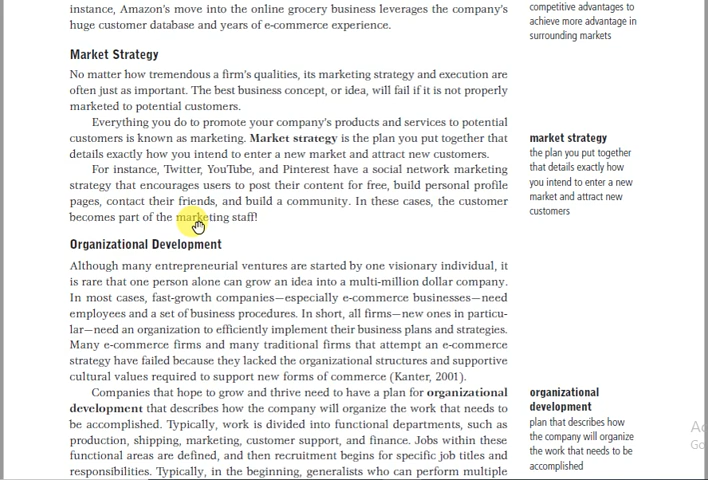 instance, Amazon's move into the online grocery business leverages the company's
huge customer database and years of e-commerce experience.
competitive advantages to
achieve more advantage in
surrounding markets
Market Strategy
No matter how tremendous a firm's qualities, its marketing strategy and execution are
often just as important. The best business concept, or idea, will fail if it is not properly
marketed to potential customers.
Everything you do to promote your company's products and services to potential
customers is known as marketing. Market strategy is the plan you put together that
details exactly how you intend to enter a new market and attract new customers.
market strategy
the plan you put together
that details exactly how
you intend to enter a new
market and attract new
customers
For instance, Twitter, YouTube, and Pinterest have a social network marketing
strategy that encourages users to post their content for free, build personal profile
pages, contact their friends, and build a community. In these cases, the customer
becomes part of the marketing staff!
Organizational Development
Although many entrepreneurial ventures are started by one visionary individual, it
is rare that one person alone can grow an idea into a multi-million dollar company.
In most cases, fast-growth companies—especially e-commerce businesses—need
employees and a set of business procedures. In short, all firms—new ones in particu-
lar—need an organization to efficiently implement their business plans and strategies.
Many e-commerce firms and many traditional firms that attempt an e-commerce
strategy have failed because they lacked the organizational structures and supportive
cultural values required to support new forms of commerce (Kanter, 2001).
Companies that hope to grow and thrive need to have a plan for organizational
development that describes how the company will organize the work that needs to
be accomplished. Typically, work is divided into functional departments, such as
production, shipping, marketing, customer support, and finance. Jobs within these
functional areas are defined, and then recruitment begins for specific job titles and
responsibilities. Typically, in the beginning, generalists who can perform multiple
organizational
development
plan that describes how
the company will organize
the work that needs to be
accomplished